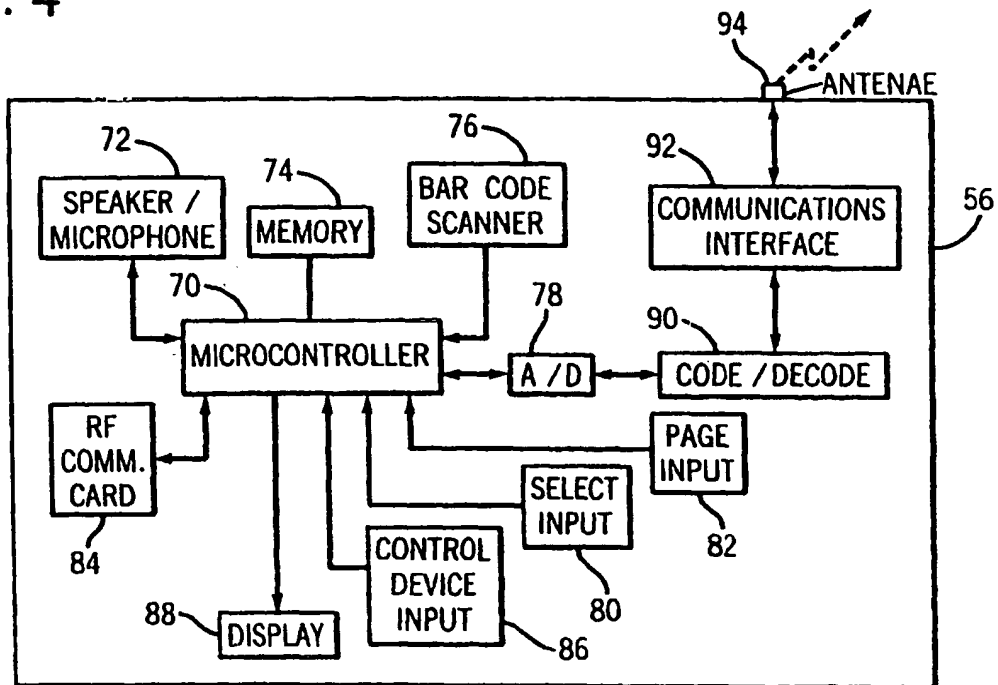 . 4
94
ANTENAE
72
SPEAKER /
MICROPHONE
74
MEMORY
76
BAR CODE
SCANNER
92
COMMUNICATIONS
INTERFACE
56
70
MICROCONTROLLER
78
A / D
90
CODE / DECODE
RF
COMM.
CARD
84
PAGE
INPUT
82
SELECT
INPUT
80
CONTROL
DEVICE
INPUT
86
88
DISPLAY